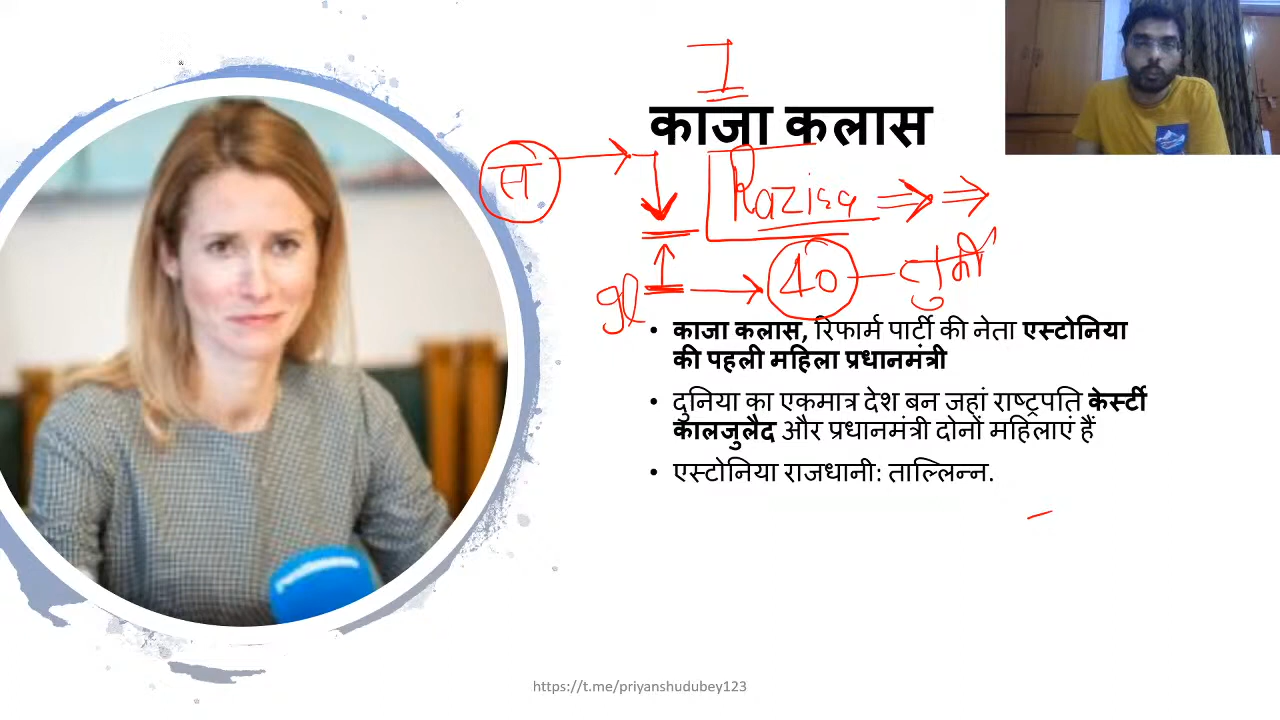 I
काजा कलास
Razia
40
काजा कलास, रिफार्म पार्टी की नेता एस्टोनिया
की पहली महिला प्रधानमंत्री
दुनिया का एकमात्र देश बन जहां राष्ट्रपति केर्स्टी
कालजुलैद और प्रधानमंत्री दोनों महिलाएं हैं
एस्टोनिया राजधानी: ताल्लिन्न.
https://t.me/priyanshudubey123